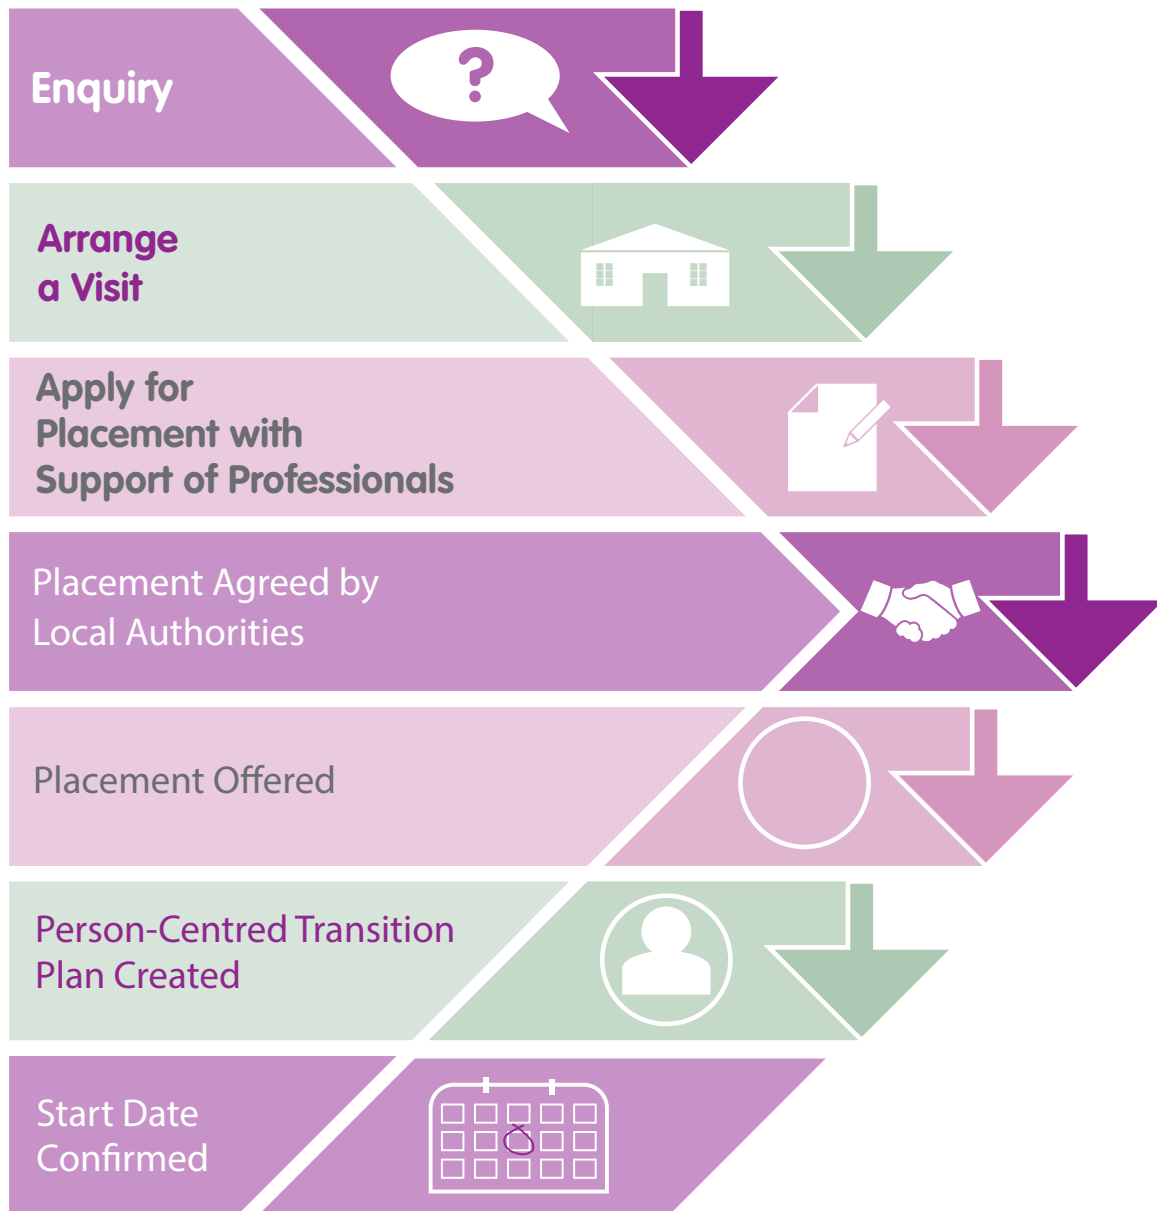 Enquiry
?
Arrange
a Visit
Apply for
Placement with
Support of Professionals
Placement Agreed by
Local Authorities
Placement Offered
Person-Centred Transition
Plan Created
Start Date
Confirmed